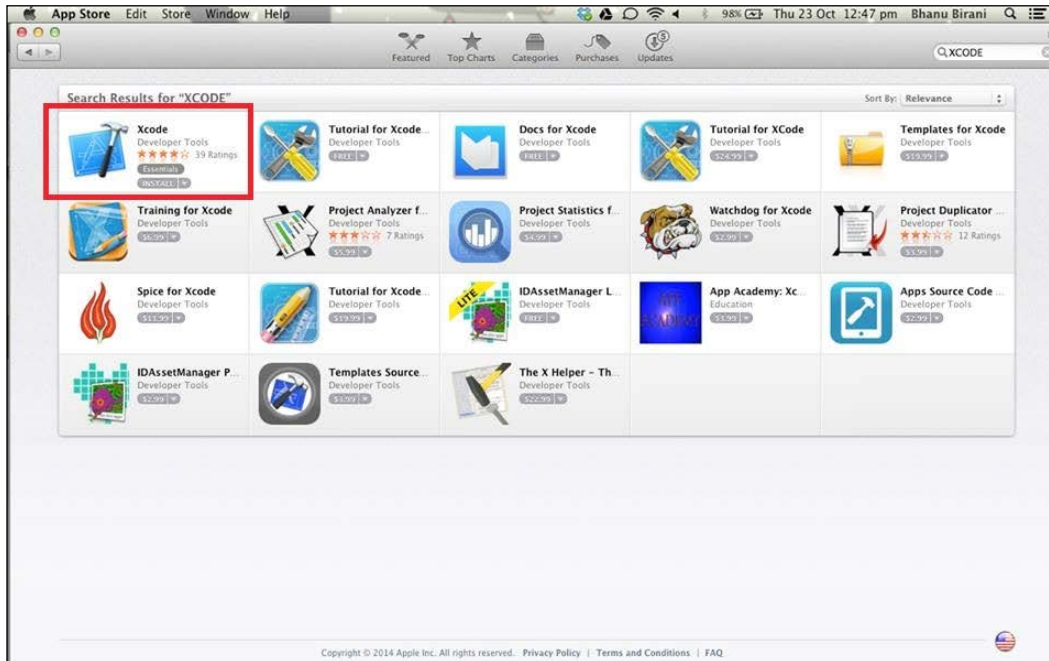 App Store Edit Store Window Help 98% Thu 23 Oct 12:47 pm Bhanu Birani
Featured Top Charts Categories Purchases Updates 5
XCODE
Search Results for "XCODE" Sort By: Relevance
Xcode
Developer Tools
39 Ratings
Essentials
INSTALL
Tutorial for Xcode...
Developer Tools
FREE
Docs for Xcode
Developer Tools
FREE
Tutorial for XCode
Developer Tools
$24.99
Templates for Xcode
Developer Tools
$19.99
Training for Xcode
Developer Tools
$6.99
Project Analyzer f...
Developer Tools
7 Ratings
$5.99
Project Statistics f...
Developer Tools
$4.99
Watchdog for Xcode
Developer Tools
$2.99
Project Duplicator ...
Developer Tools
12 Ratings
$3.99
Spice for Xcode
Developer Tools
Tutorial for Xcode...
Developer Tools
$19.99
LITE
IDAssetManager L...
Developer Tools
FREE
APP ACADEMY
App Academy: Xc...
Education
$3.99
Apps Source Code ...
Developer Tools
$2.99
IDAssetManager P...
Developer Tools
$2.99
Templates Source...
Developer Tools
$3.99
The X Helper - Th...
Developer Tools
$22.99
Copyright © 2014 Apple Inc. All rights reserved. Privacy Policy | Terms and Conditions | FAQ